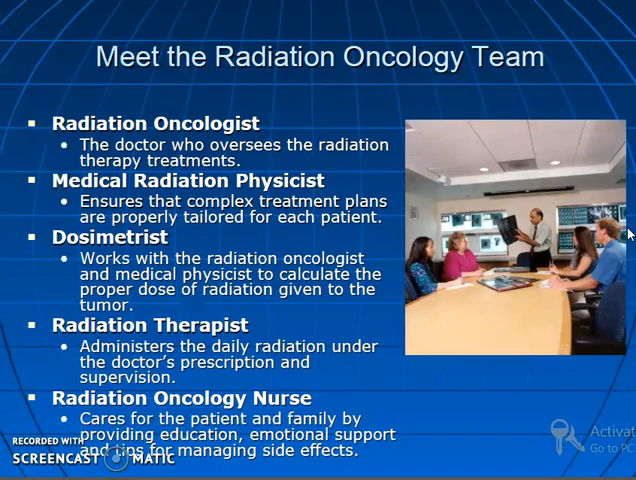 Meet the Radiation Oncology Team
Radiation Oncologist
The doctor who oversees the radiation
therapy treatments.
Medical Radiation Physicist
Ensures that complex treatment plans
are properly tailored for each patient.
Dosimetrist
Works with the radiation oncologist
and medical physicist to calculate the
proper dose of radiation given to the
tumor.
Radiation Therapist
Administers the daily radiation under
the doctor's prescription and
supervision.
Radiation Oncology Nurse
Cares for the patient and family by
providing education, emotional support
and tips for managing side effects.
RECORDED WITH
SCREENCAST MATIC
Activat
Go to PC